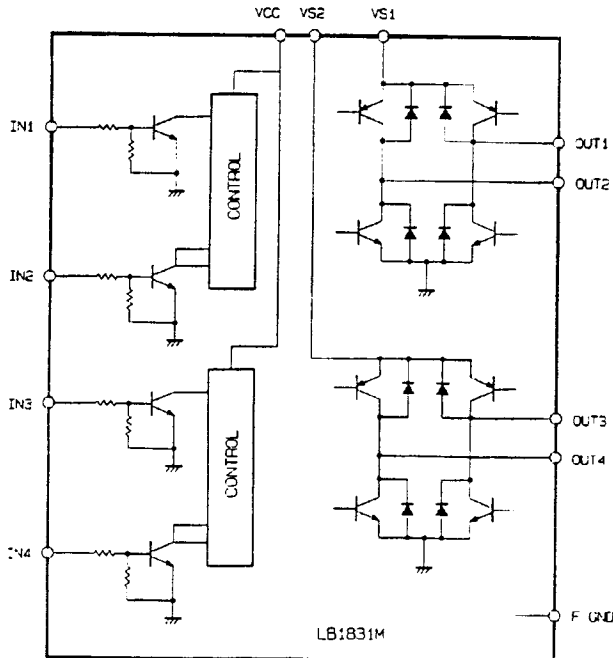 VCC VS2 VS1
IN1
OUT1
OUT2
CONTROL
IN2
IN3
OUT3
OUT4
CONTROL
IN4
F GND
LB1831M